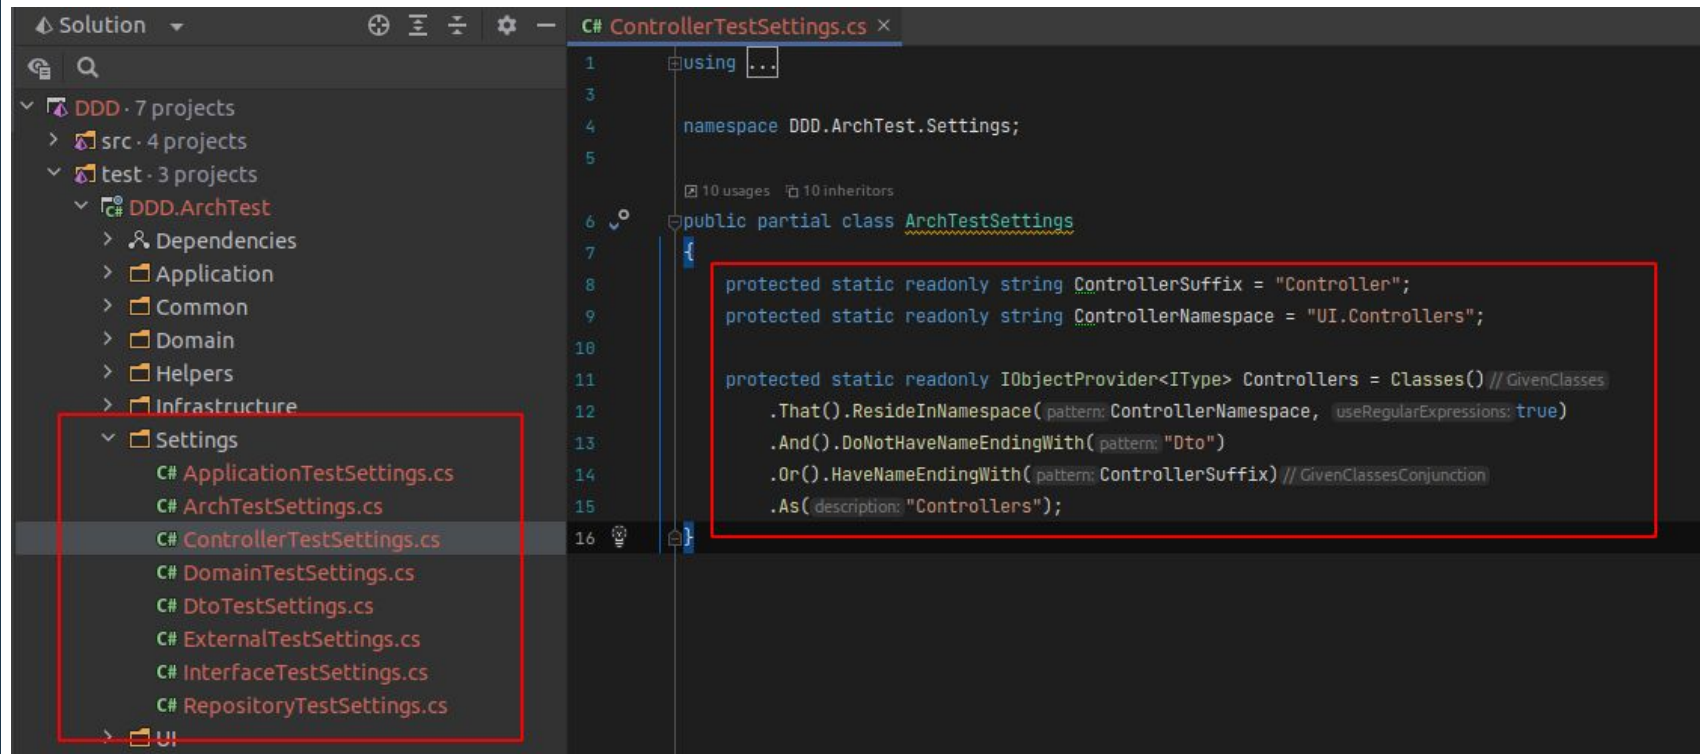 Solution
DDD · 7 projects
src · 4 projects
test · 3 projects
DDD.ArchTest
Dependencies
Application
Common
Domain
Helpers
Infrastructure
Settings
C# ApplicationTestSettings.cs
C# ArchTestSettings.cs
C# ControllerTestSettings.cs
C# DomainTestSettings.cs
C# DtoTestSettings.cs
C# ExternalTestSettings.cs
C# InterfaceTestSettings.cs
C# RepositoryTestSettings.cs
UI
C# ControllerTestSettings.cs ×
1 using ...
3
4 namespace DDD.ArchTest.Settings;
5
10 usages 10 inheritors
6 public partial class ArchTestSettings
7 {
8 protected static readonly string ControllerSuffix = "Controller";
9 protected static readonly string ControllerNamespace = "UI.Controllers";
10
11 protected static readonly IObjectProvider<IType> Controllers = Classes() // GivenClasses
12 .That().ResideInNamespace( pattern: ControllerNamespace, useRegularExpressions: true)
13 .And().DoNotHaveNameEndingWith( pattern: "Dto")
14 .Or().HaveNameEndingWith( pattern: ControllerSuffix) // GivenClassesConjunction
15 .As( description: "Controllers");
16 }